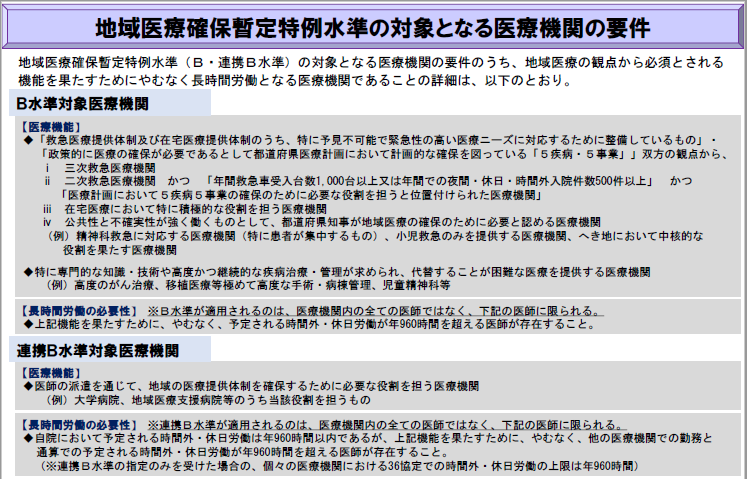 地域医療確保暫定特例水準の対象となる医療機関の要件
地域医療確保暫定特例水準（Ｂ・連携Ｂ水準）の対象となる医療機関の要件のうち、地域医療の観点から必須とされる
機能を果たすためにやむなく長時間労働となる医療機関であることの詳細は、以下のとおり。
Ｂ水準対象医療機関
【医療機能】
◆「救急医療提供体制及び在宅医療提供体制のうち、特に予見不可能で緊急性の高い医療ニーズに対応するために整備しているもの」・
「政策的に医療の確保が必要であるとして都道府県医療計画において計画的な確保を図っている「５疾病・５事業」」双方の観点から、
ⅰ 三次救急医療機関
ⅱ 二次救急医療機関 かつ 「年間救急車受入台数1,000台以上又は年間での夜間・休日・時間外入院件数500件以上」 かつ
「医療計画において５疾病５事業の確保のために必要な役割を担うと位置付けられた医療機関」
ⅲ 在宅医療において特に積極的な役割を担う医療機関
ⅳ 公共性と不確実性が強く働くものとして、都道府県知事が地域医療の確保のために必要と認める医療機関
（例）精神科救急に対応する医療機関（特に患者が集中するもの）、小児救急のみを提供する医療機関、へき地において中核的な
役割を果たす医療機関
◆特に専門的な知識・技術や高度かつ継続的な疾病治療・管理が求められ、代替することが困難な医療を提供する医療機関
（例）高度のがん治療、移植医療等極めて高度な手術・病棟管理、児童精神科等
【長時間労働の必要性】 ※Ｂ水準が適用されるのは、医療機関内の全ての医師ではなく、下記の医師に限られる。
◆上記機能を果たすために、やむなく、予定される時間外・休日労働が年960時間を超える医師が存在すること。
連携Ｂ水準対象医療機関
【医療機能】
◆医師の派遣を通じて、地域の医療提供体制を確保するために必要な役割を担う医療機関
（例）大学病院、地域医療支援病院等のうち当該役割を担うもの
【長時間労働の必要性】 ※連携Ｂ水準が適用されるのは、医療機関内の全ての医師ではなく、下記の医師に限られる。
◆自院において予定される時間外・休日労働は年960時間以内であるが、上記機能を果たすために、やむなく、他の医療機関での勤務と
通算での予定される時間外・休日労働が年960時間を超える医師が存在すること。
（※連携Ｂ水準の指定のみを受けた場合の、個々の医療機関における36協定での時間外・休日労働の上限は年960時間）